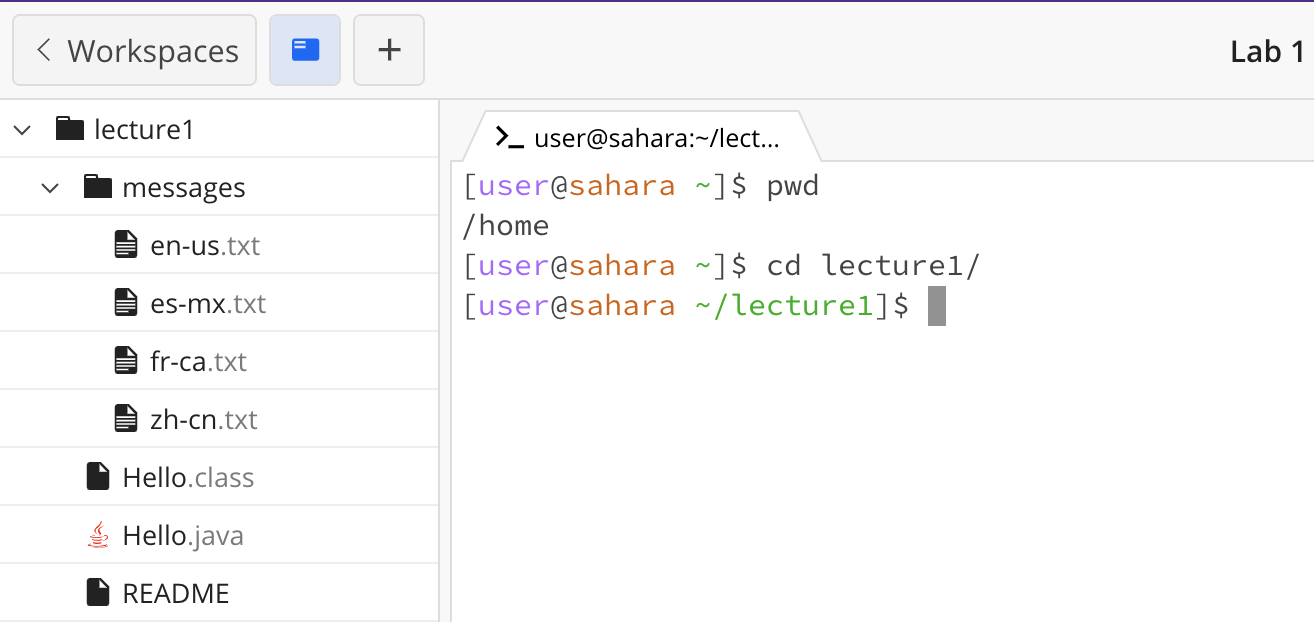 Workspaces
+
Lab 1
lecture1
messages
en-us.txt
es-mx.txt
fr-ca.txt
zh-cn.txt
Hello.class
Hello.java
README
>_ user@sahara:~/lect...
[user@sahara ~]$ pwd
/home
[user@sahara ~]$ cd lecture1/
[user@sahara ~/lecture1]$